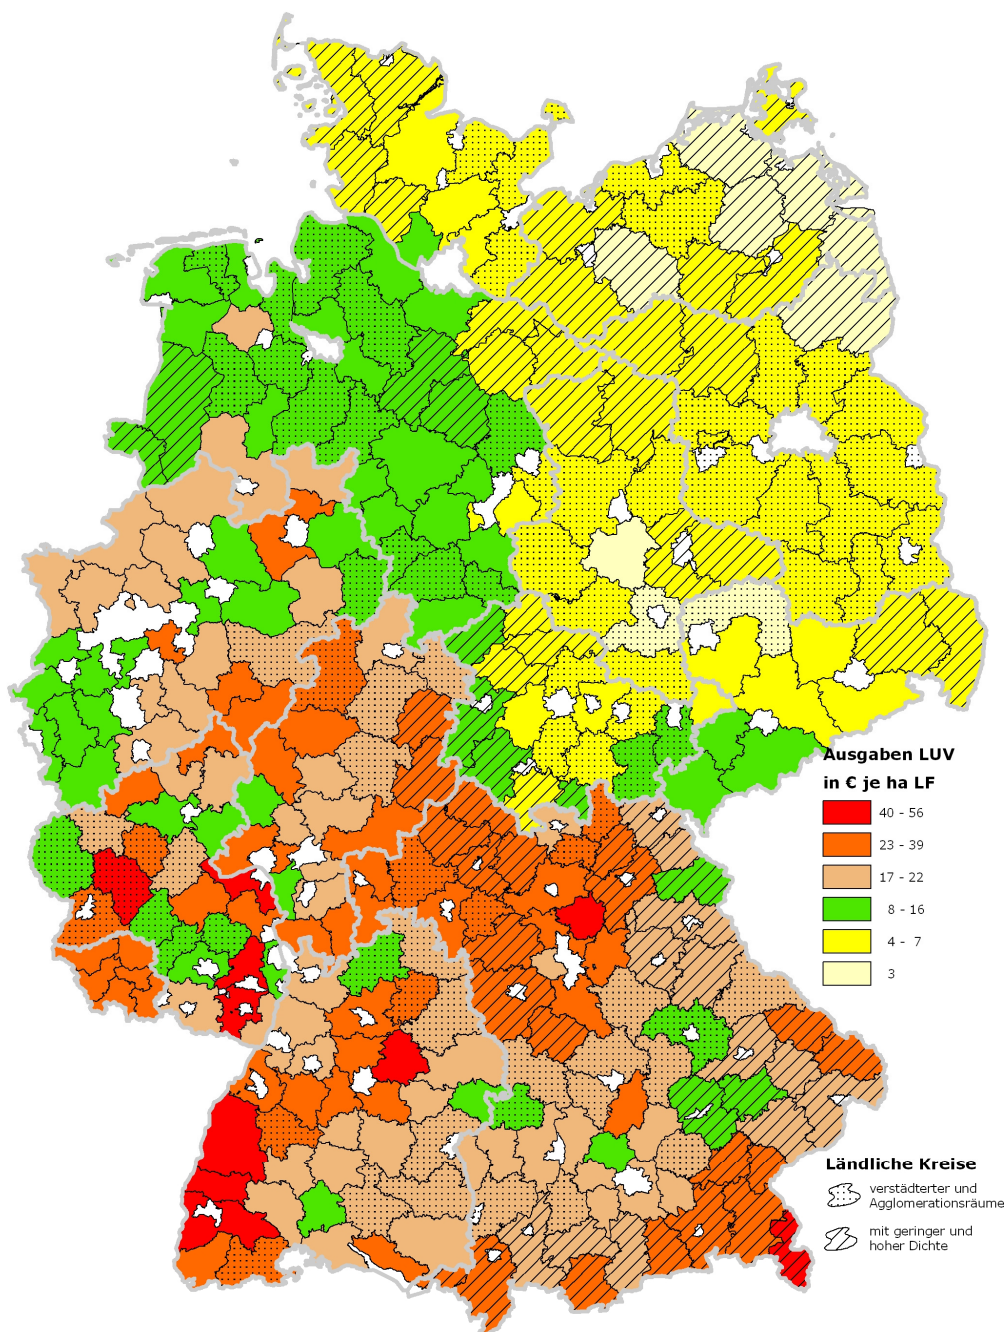 Ausgaben LUV
in € je ha LF
40 - 56
23 - 39
17 - 22
8 - 16
4 - 7
3
Ländliche Kreise
verstädterter und
Agglomerationsräume
mit geringer und
hoher Dichte